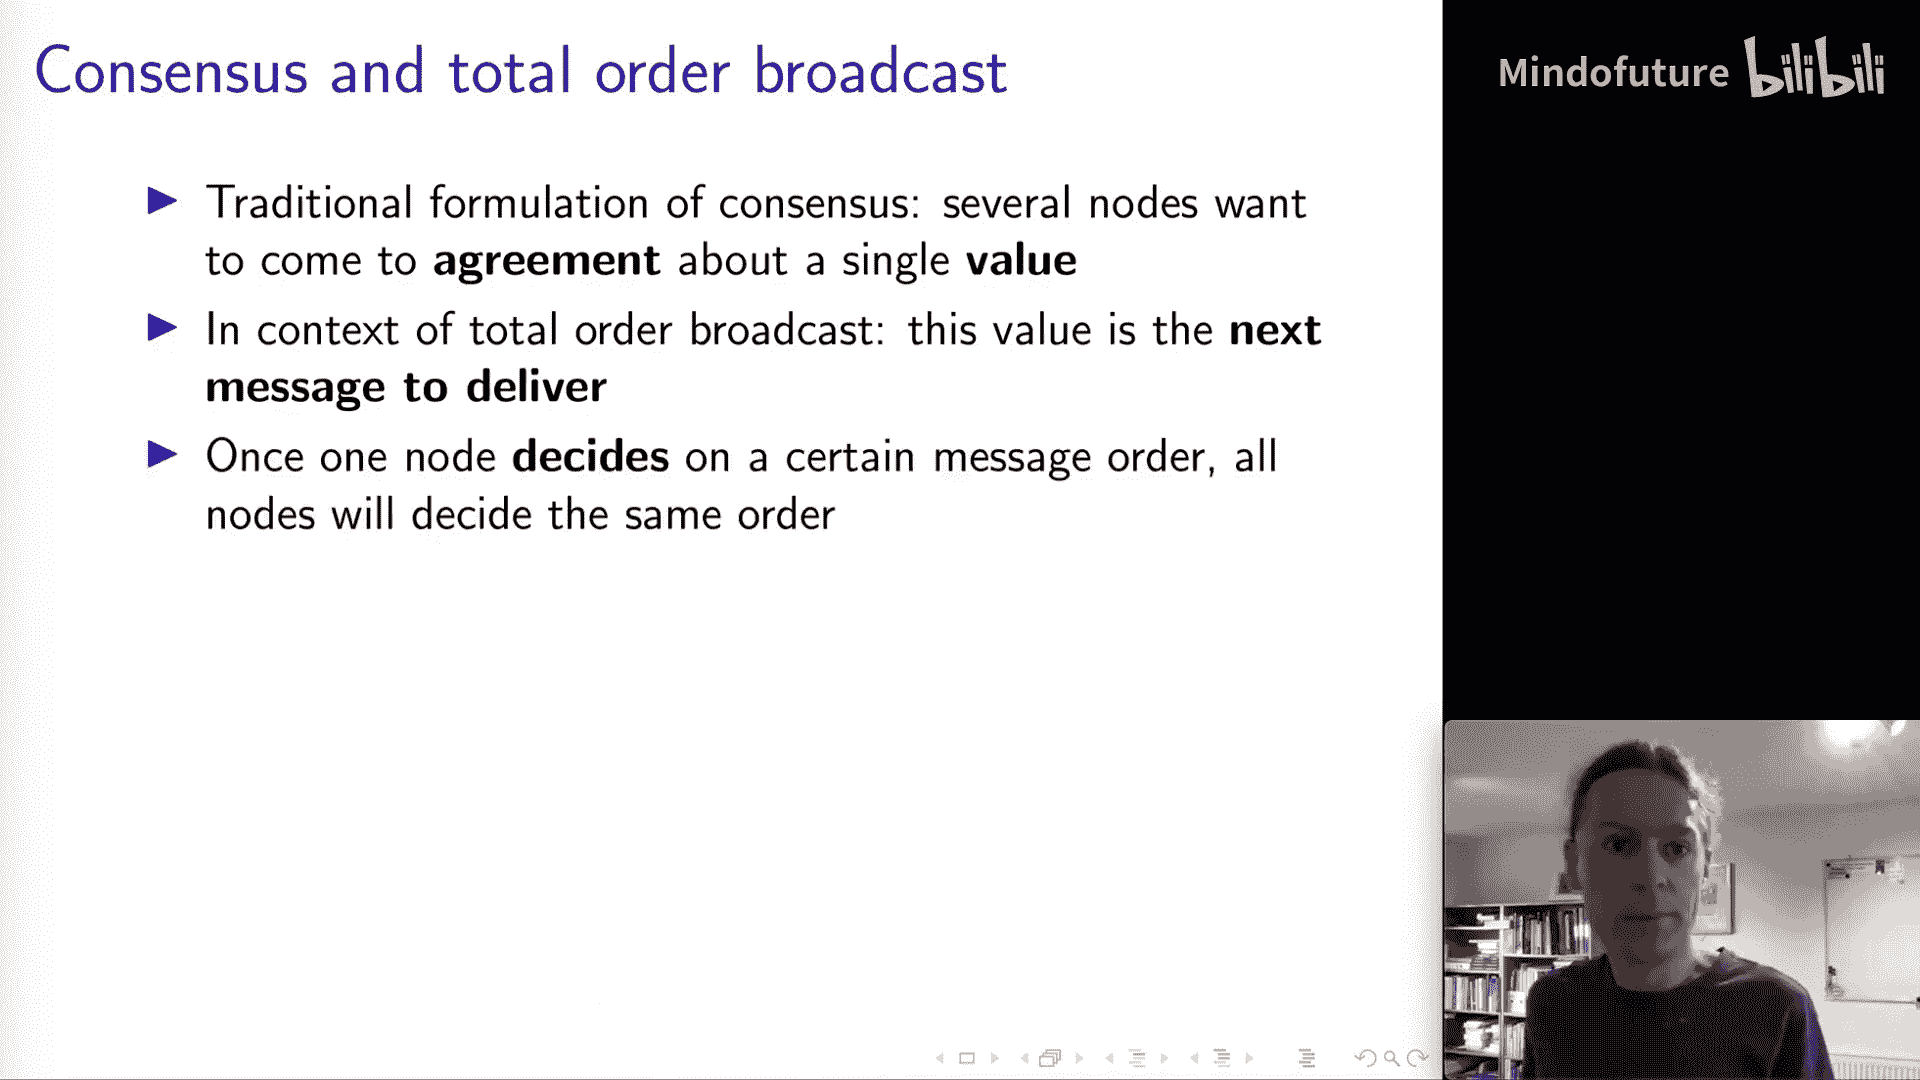 Consensus and total order broadcast
Mindofuture bilibili
Traditional formulation of consensus: several nodes want
to come to agreement about a single value
In context of total order broadcast: this value is the next
message to deliver
Once one node decides on a certain message order, all
nodes will decide the same order